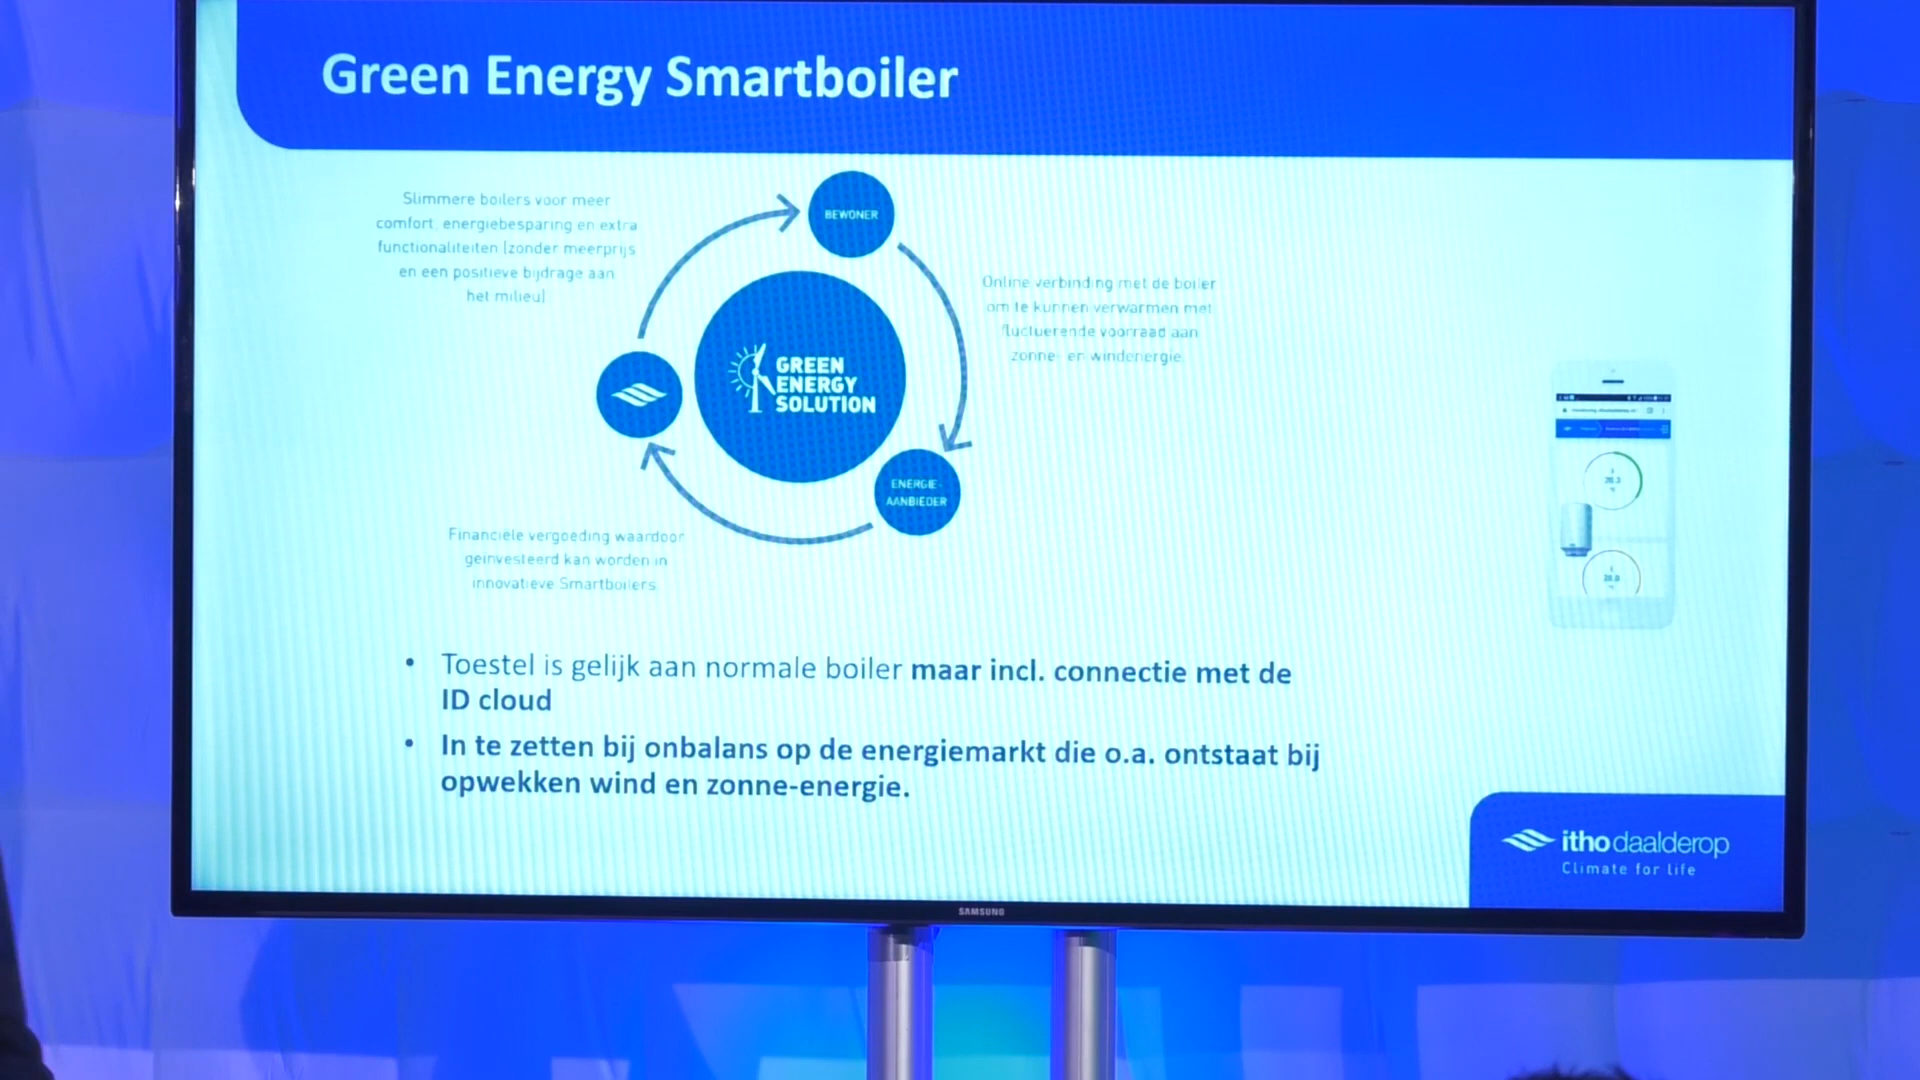 Green Energy Smartboiler
Slimmere boilers voor meer
comfort, energiebesparing en extra
functionaliteiten (zonder meerprijs
en een positieve bijdrage aan
het milieu)
BEWONER
Online verbinding met de boiler
om te kunnen verwarmen met
fluctuerende voorraad aan
zonne- en windenergie
GREEN
ENERGY
SOLUTION
ENERGIE-
AANBIEDER
Financiële vergoeding waardoor
geïnvesteerd kan worden in
innovatieve Smartboilers
• Toestel is gelijk aan normale boiler maar incl. connectie met de
ID cloud
• In te zetten bij onbalans op de energiemarkt die o.a. ontstaat bij
opwekken wind en zonne-energie.
ithodaalderop
Climate for life
SAMSUNG